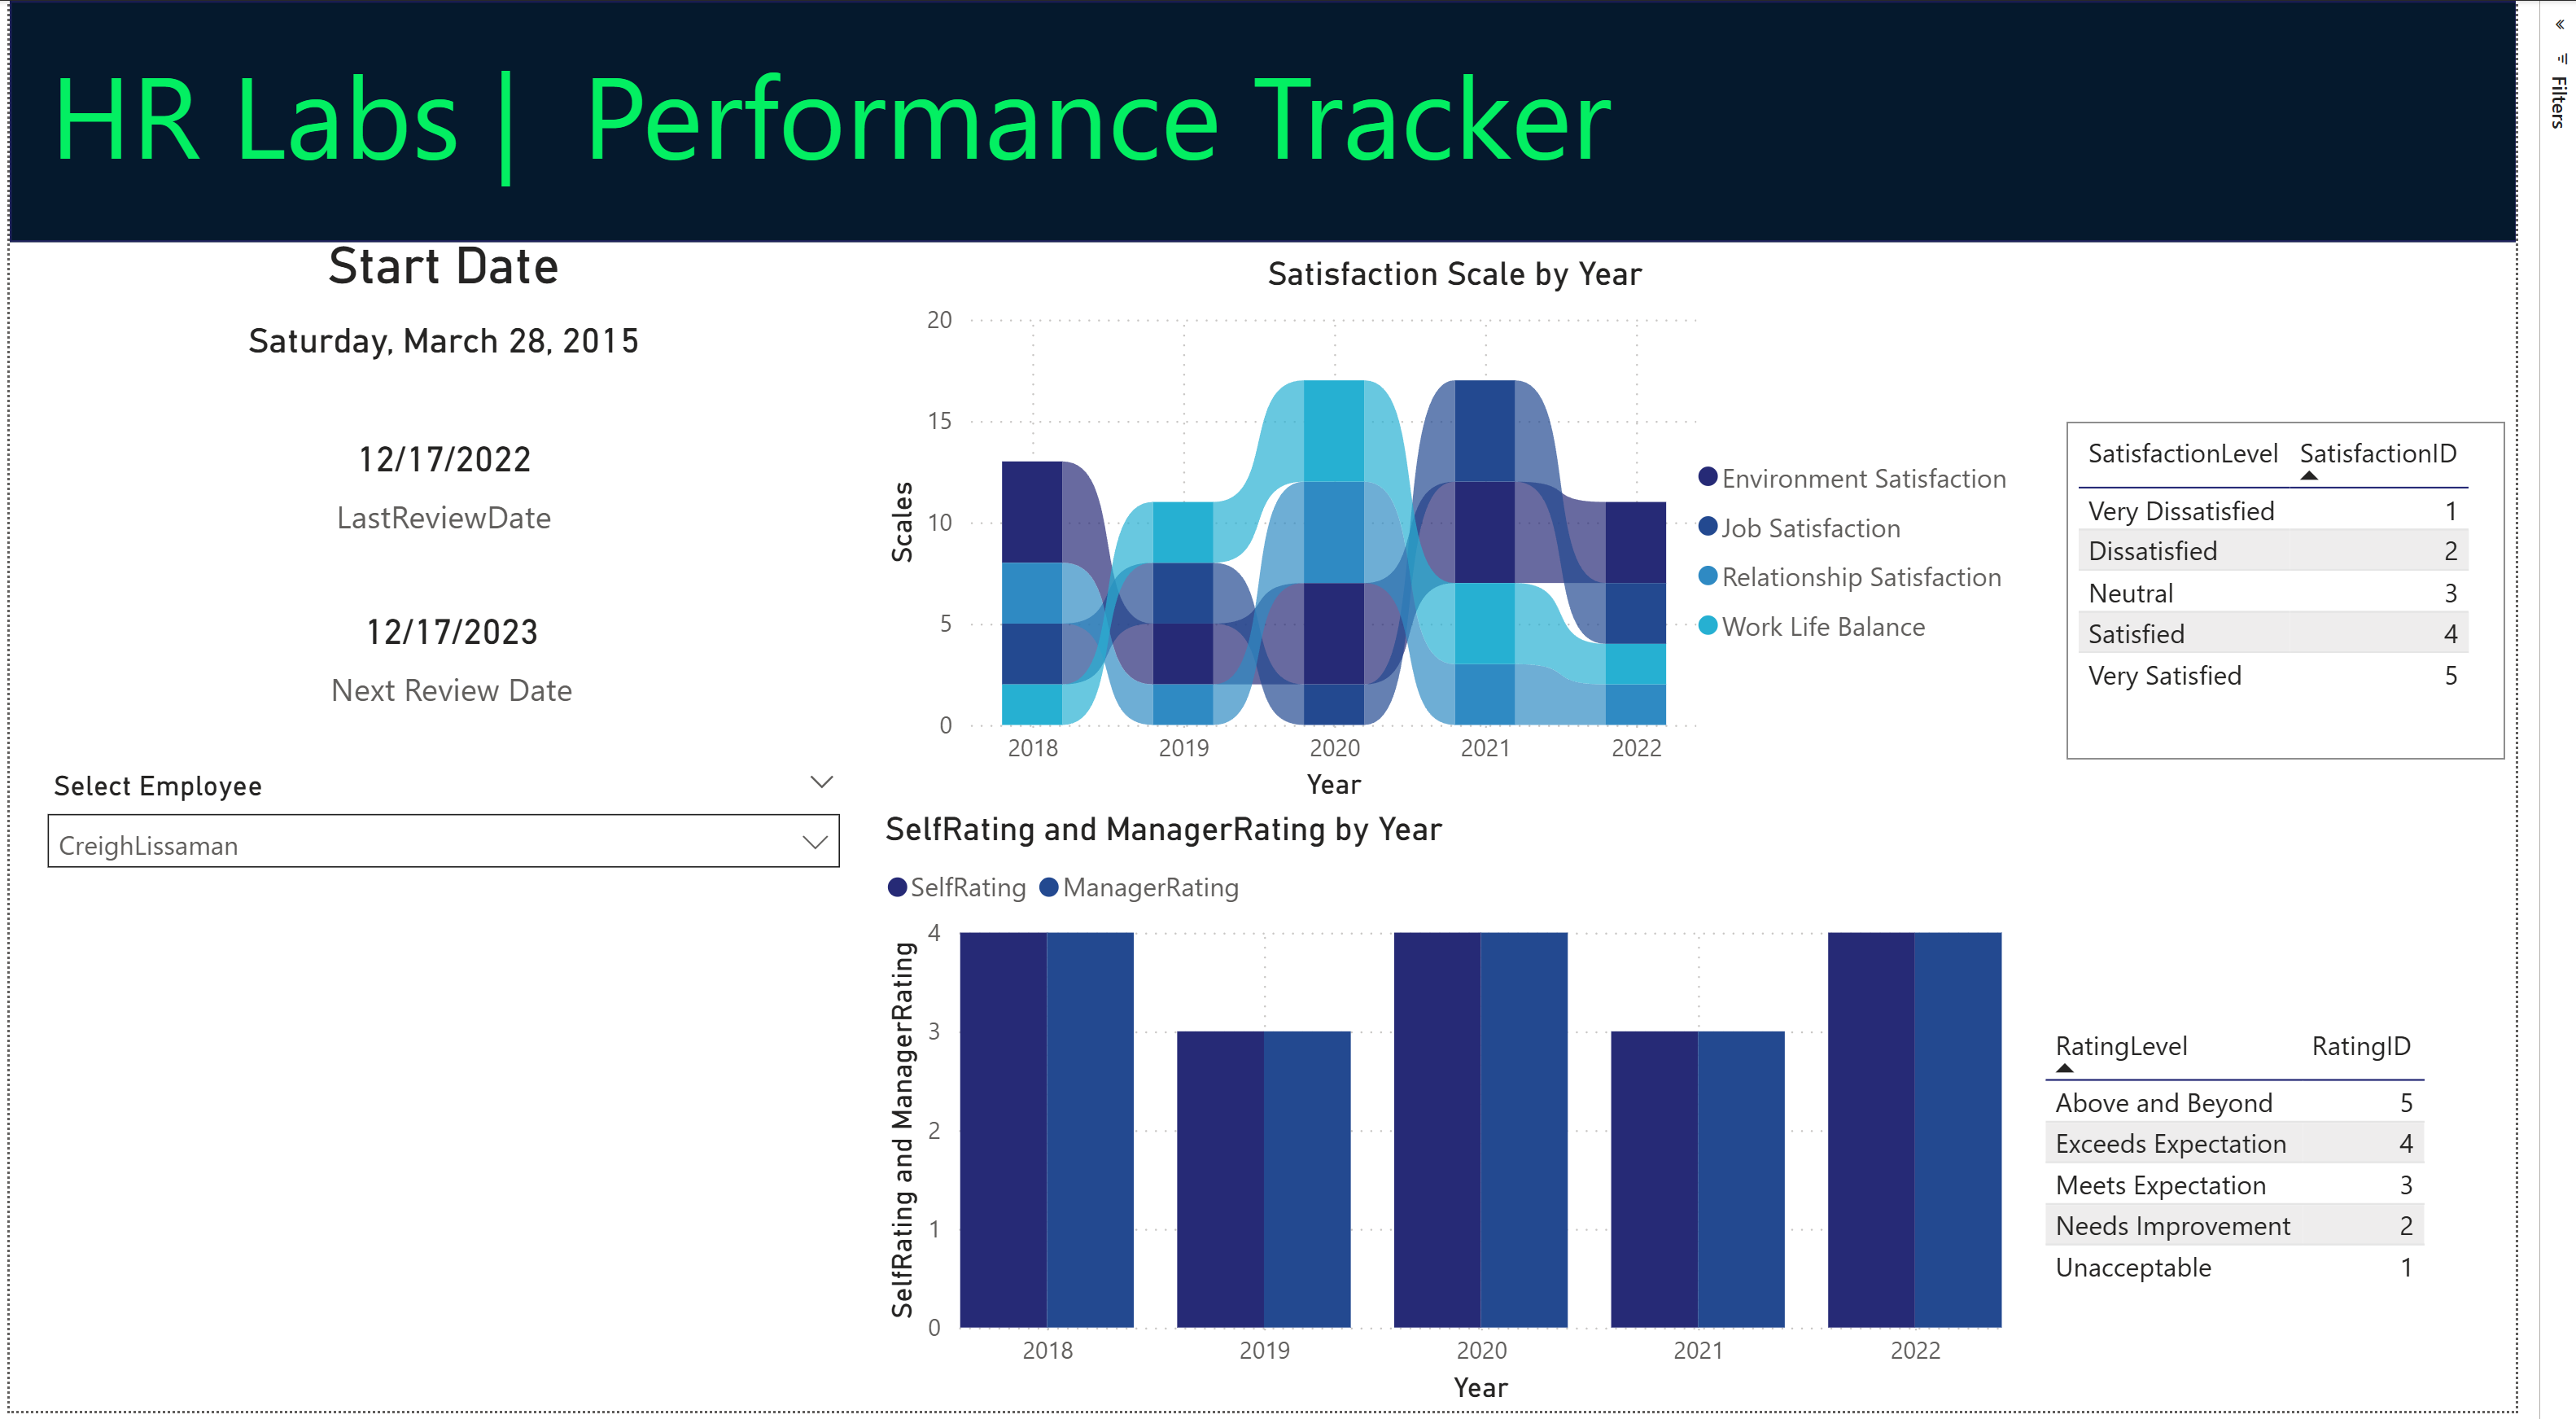 HR Labs | Performance Tracker
«
Filters
Start Date
Saturday, March 28, 2015
12/17/2022
LastReviewDate
12/17/2023
Next Review Date
Select Employee
CreighLissaman
Satisfaction Scale by Year
Scales
20
15
10
5
0
2018 2019 2020 2021 2022
Year
Environment Satisfaction
Job Satisfaction
Relationship Satisfaction
Work Life Balance
SatisfactionLevel SatisfactionID
Very Dissatisfied 1
Dissatisfied 2
Neutral 3
Satisfied 4
Very Satisfied 5
SelfRating and ManagerRating by Year
SelfRating ManagerRating
SelfRating and ManagerRating
4
3
2
1
0
2018 2019 2020 2021 2022
Year
RatingLevel RatingID
Above and Beyond 5
Exceeds Expectation 4
Meets Expectation 3
Needs Improvement 2
Unacceptable 1